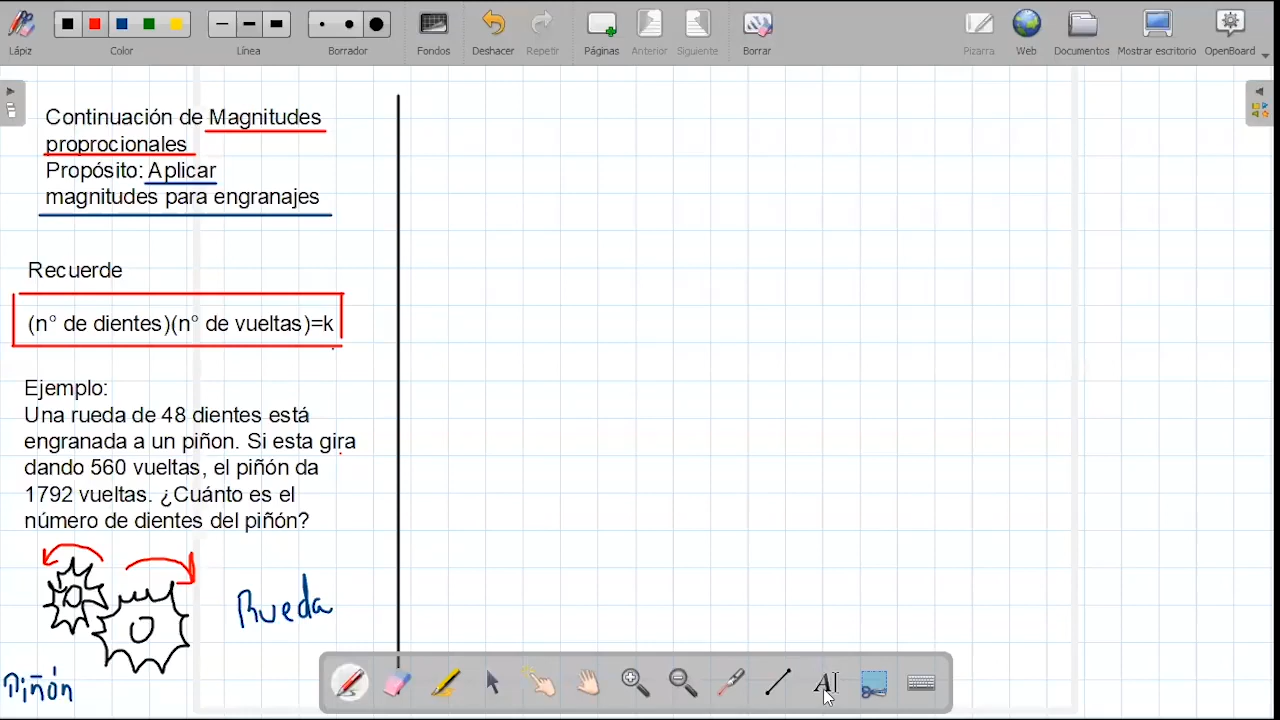 Lápiz
Color
Línea
Borrador
Fondos
Deshacer
Repetir
Páginas
Anterior
Siguiente
Borrar
Pizarra
Web
Documentos
Mostrar escritorio
OpenBoard
Continuación de Magnitudes
proprocionales
Propósito: Aplicar
magnitudes para engranajes
Recuerde
(n° de dientes)(n° de vueltas)=k
Ejemplo:
Una rueda de 48 dientes está
engranada a un piñon. Si esta gira
dando 560 vueltas, el piñón da
1792 vueltas. ¿Cuánto es el
número de dientes del piñón?
Rueda
Piñón
AI